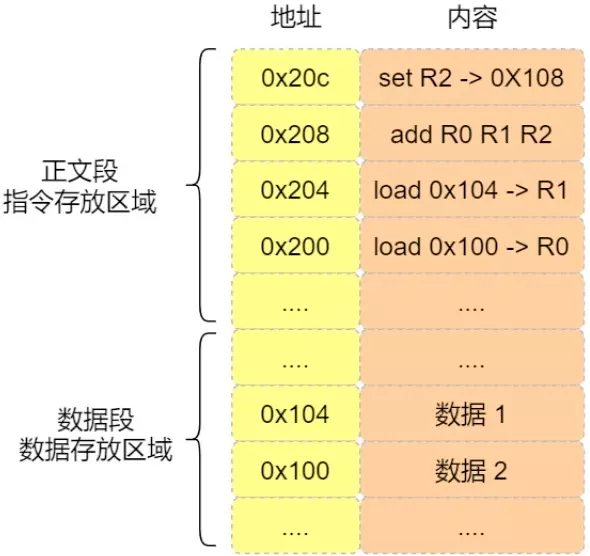 地址 内容
0x20c set R2 -> 0X108
0x208 add R0 R1 R2
正文段
指令存放区域
0x204 load 0x104 -> R1
0x200 load 0x100 -> R0
.... ....
.... ....
数据段
数据存放区域
0x104 数据 1
0x100 数据 2
.... ....